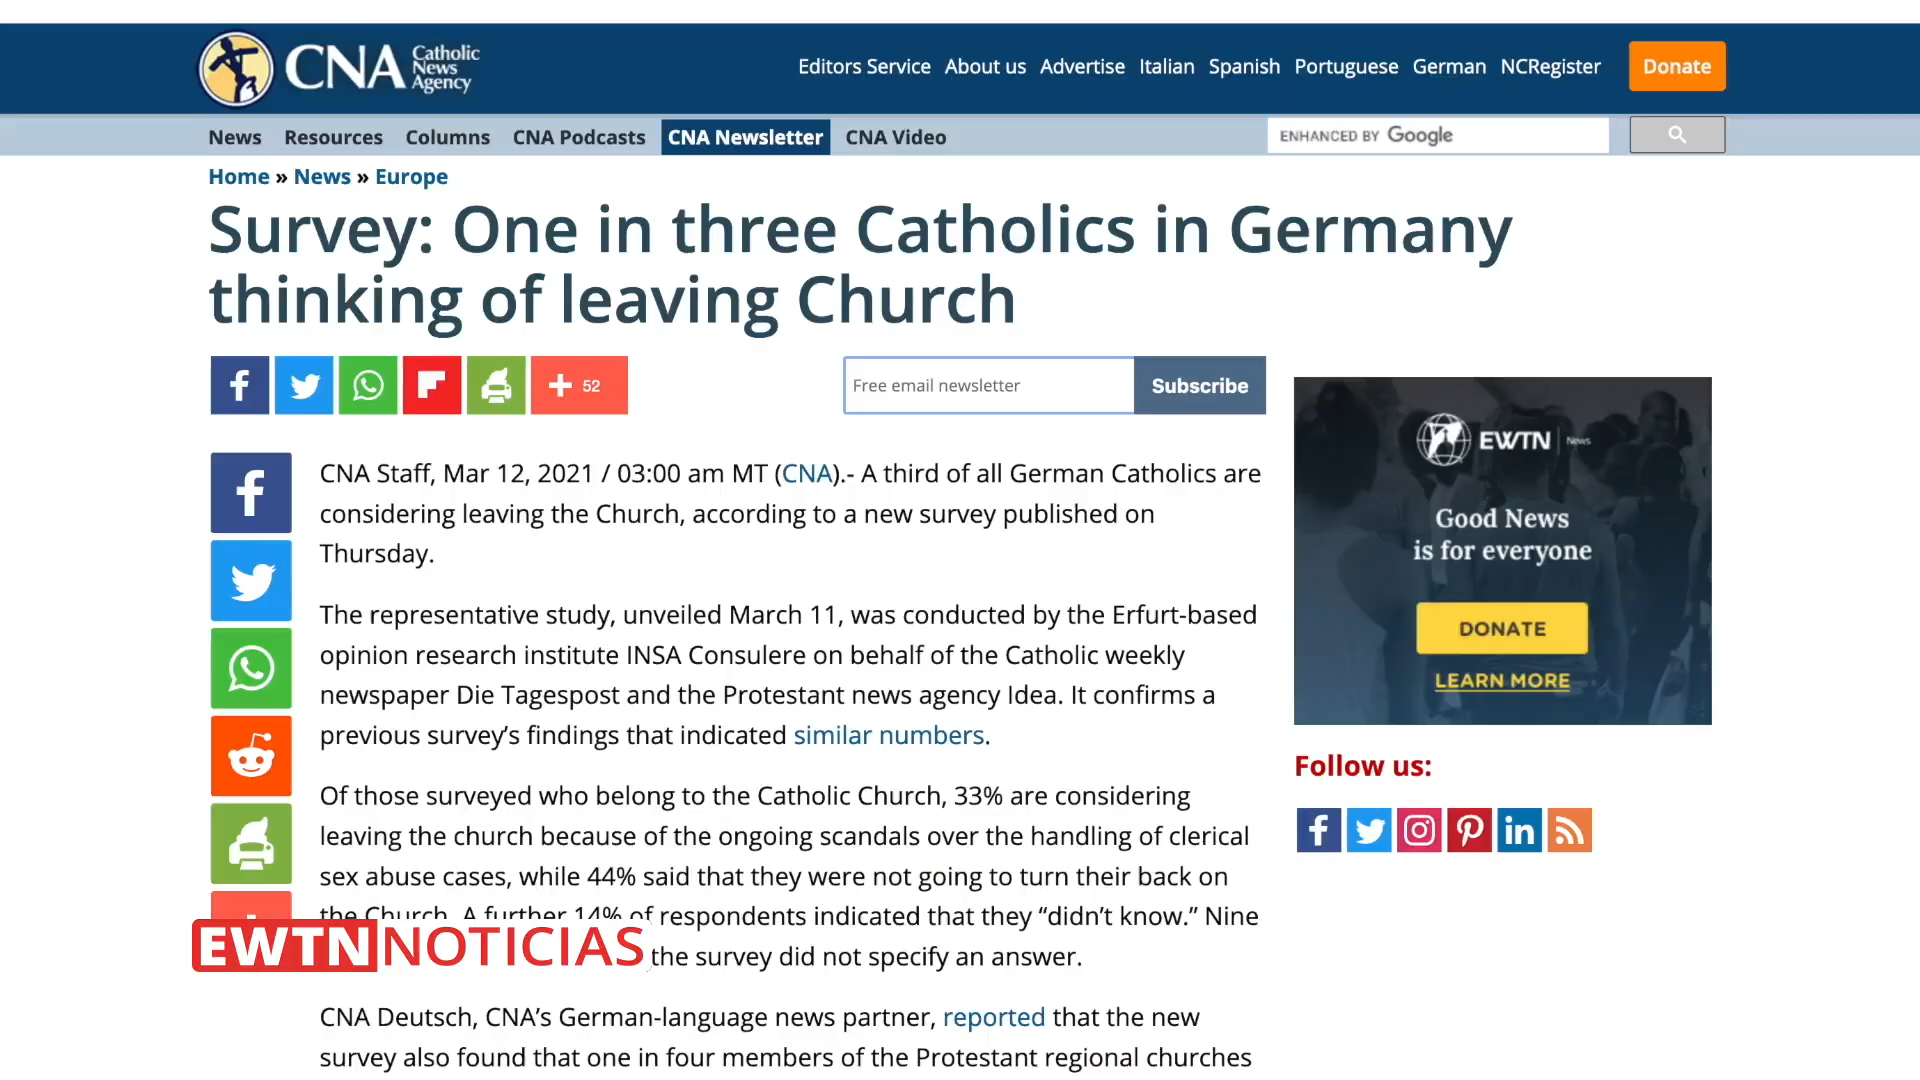 CNA Catholic News Agency
Editors Service About us Advertise Italian Spanish Portuguese German NCRegister Donate
News Resources Columns CNA Podcasts CNA Newsletter CNA Video ENHANCED BY Google
Home » News » Europe
Survey: One in three Catholics in Germany
thinking of leaving Church
52
Free email newsletter Subscribe
CNA Staff, Mar 12, 2021 / 03:00 am MT (CNA).- A third of all German Catholics are
considering leaving the Church, according to a new survey published on
Thursday.
The representative study, unveiled March 11, was conducted by the Erfurt-based
opinion research institute INSA Consulere on behalf of the Catholic weekly
newspaper Die Tagespost and the Protestant news agency Idea. It confirms a
previous survey’s findings that indicated similar numbers.
Of those surveyed who belong to the Catholic Church, 33% are considering
leaving the church because of the ongoing scandals over the handling of clerical
sex abuse cases, while 44% said that they were not going to turn their back on
the Church. A further 14% of respondents indicated that they “didn’t know.” Nine
the survey did not specify an answer.
CNA Deutsch, CNA’s German-language news partner, reported that the new
survey also found that one in four members of the Protestant regional churches
EWTN News
Good News
is for everyone
DONATE
LEARN MORE
Follow us:
EWTN NOTICIAS